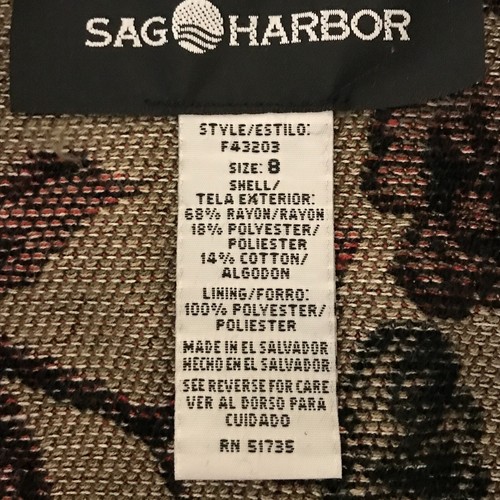 SAG HARBOR
STYLE/ESTILO:
F43203
SIZE: 8
SHELL/
TELA EXTERIOR:
68% RAYON/RAYON
18% POLYESTER/
POLIESTER
14% COTTON/
ALGODON
LINING/FORRO:
100% POLYESTER/
POLIESTER
MADE IN EL SALVADOR
HECHO EN EL SALVADOR
SEE REVERSE FOR CARE
VER AL DORSO PARA
CUIDADO
RN 51735